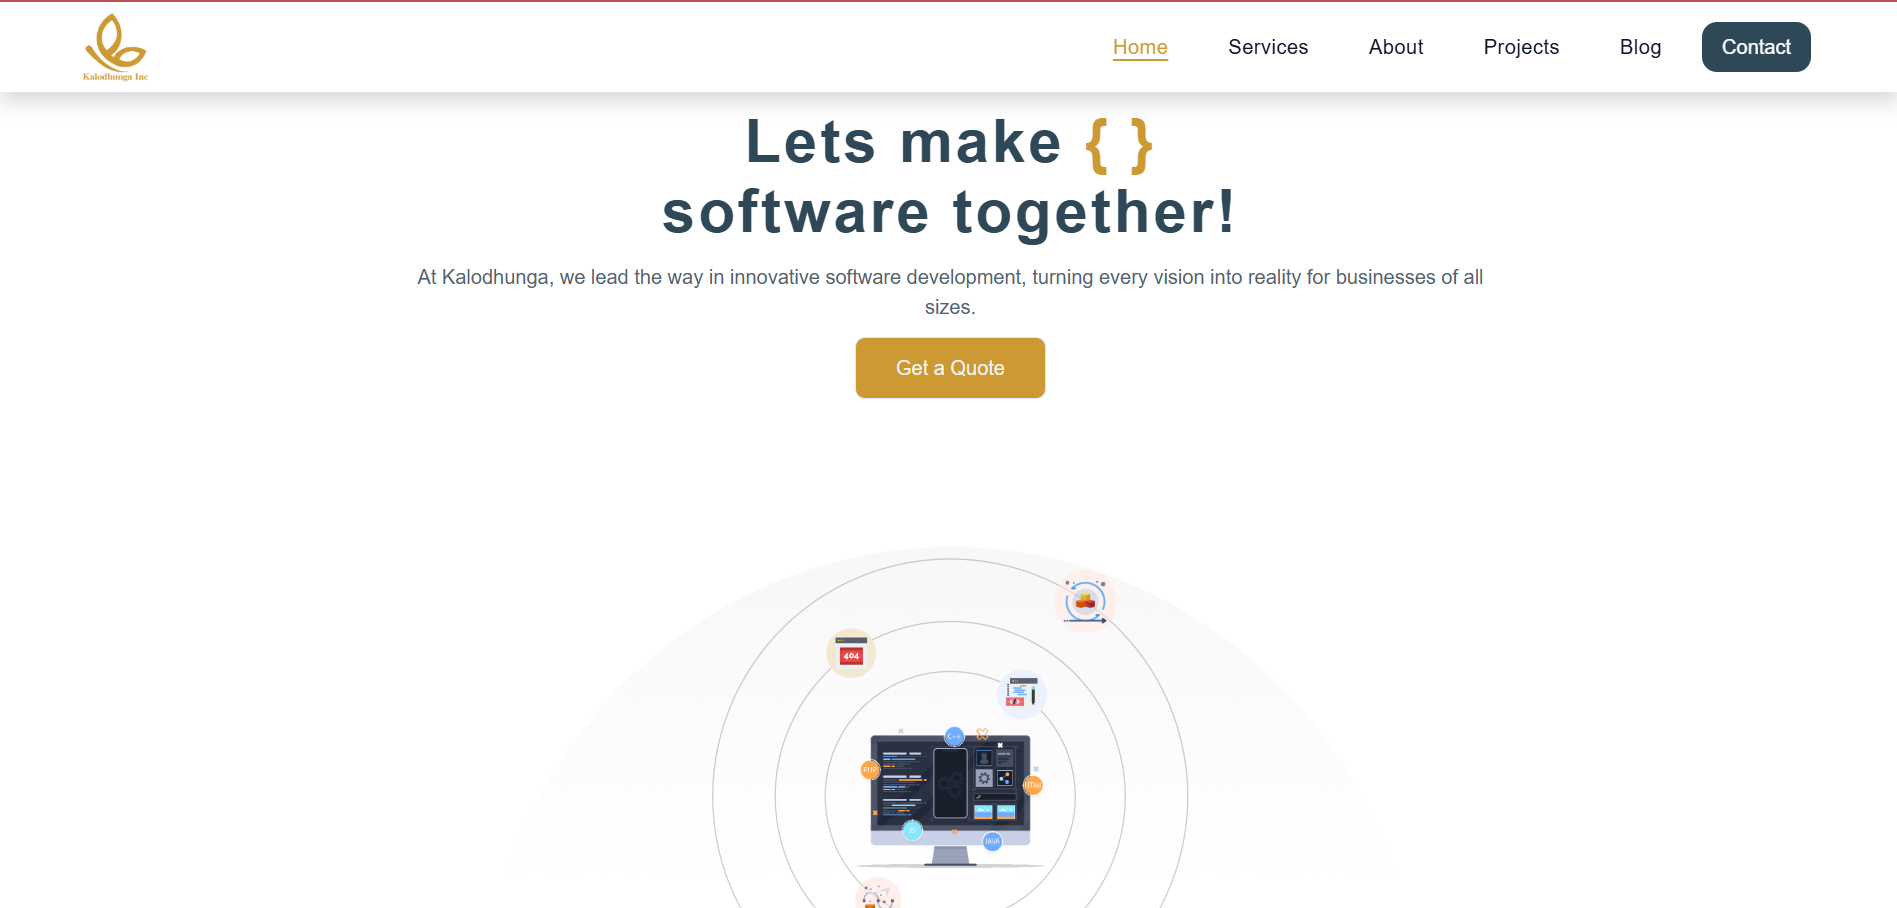 Kalodhunga Inc
Home Services About Projects Blog Contact
Lets make { }
software together!
At Kalodhunga, we lead the way in innovative software development, turning every vision into reality for businesses of all
sizes.
Get a Quote
404
C++
PHP
HTML
JS
JAVA